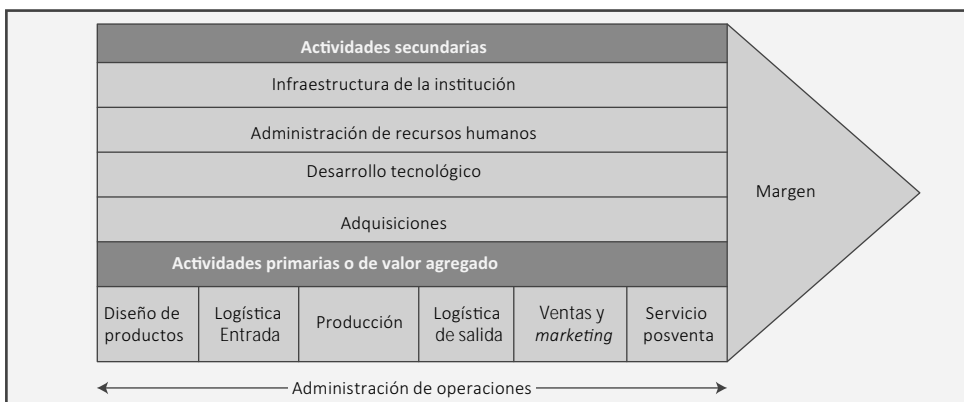 Actividades secundarias
Infraestructura de la institución
Administración de recursos humanos
Desarrollo tecnológico
Adquisiciones
Margen
Actividades primarias o de valor agregado
Diseño de
productos
Logística
Entrada
Producción
Logística
de salida
Ventas y
marketing
Servicio
posventa
Administración de operaciones